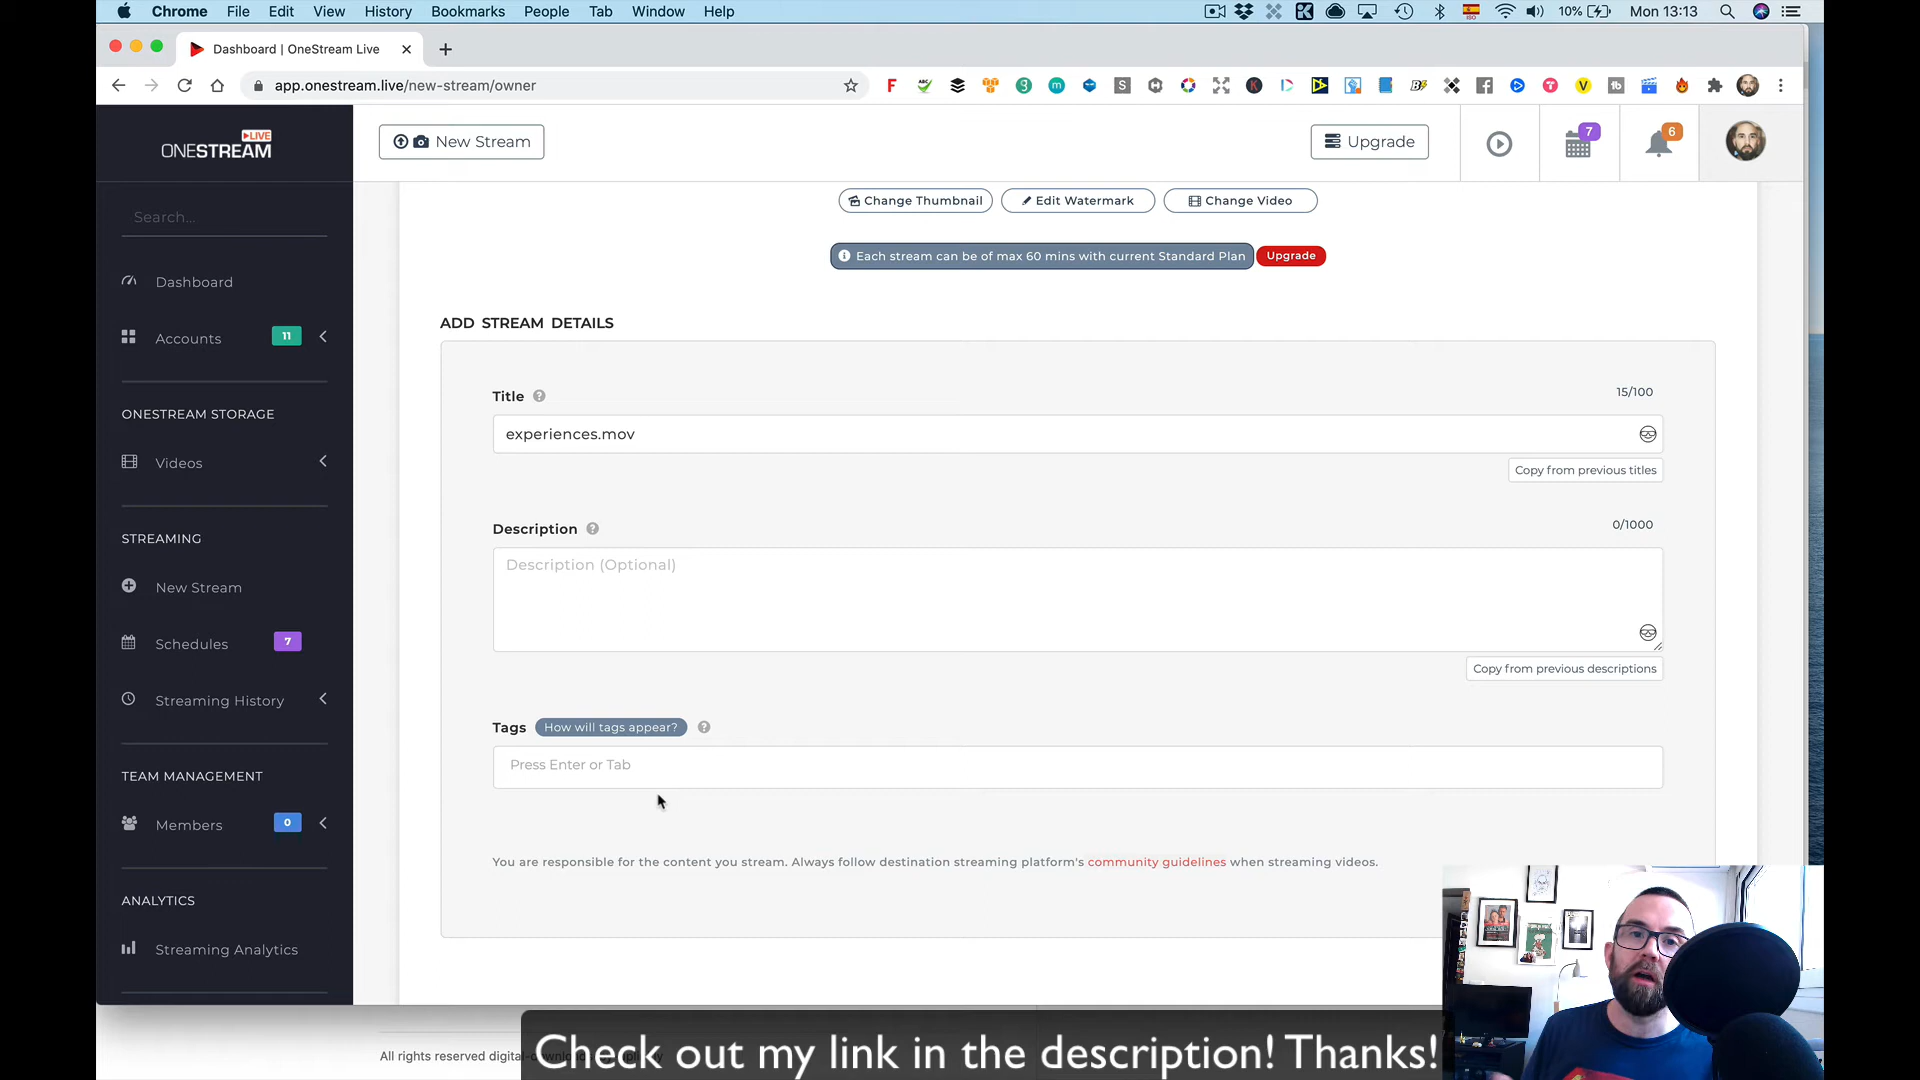 Chrome File Edit View History Bookmarks People Tab Window Help 10% Mon 13:13
Dashboard | OneStream Live
app.onestream.live/new-stream/owner
LIVE
ONESTREAM
New Stream
Upgrade
7
6
Search...
Change Thumbnail
Edit Watermark
Change Video
Each stream can be of max 60 mins with current Standard Plan
Upgrade
Dashboard
Accounts 11
ONESTREAM STORAGE
Videos
STREAMING
New Stream
Schedules 7
Streaming History
TEAM MANAGEMENT
Members 0
ANALYTICS
Streaming Analytics
ADD STREAM DETAILS
Title
15/100
experiences.mov
Copy from previous titles
Description
0/1000
Description (Optional)
Copy from previous descriptions
Tags How will tags appear?
Press Enter or Tab
You are responsible for the content you stream. Always follow destination streaming platform's community guidelines when streaming videos.
All rights reserved
Check out my link in the description! Thanks!